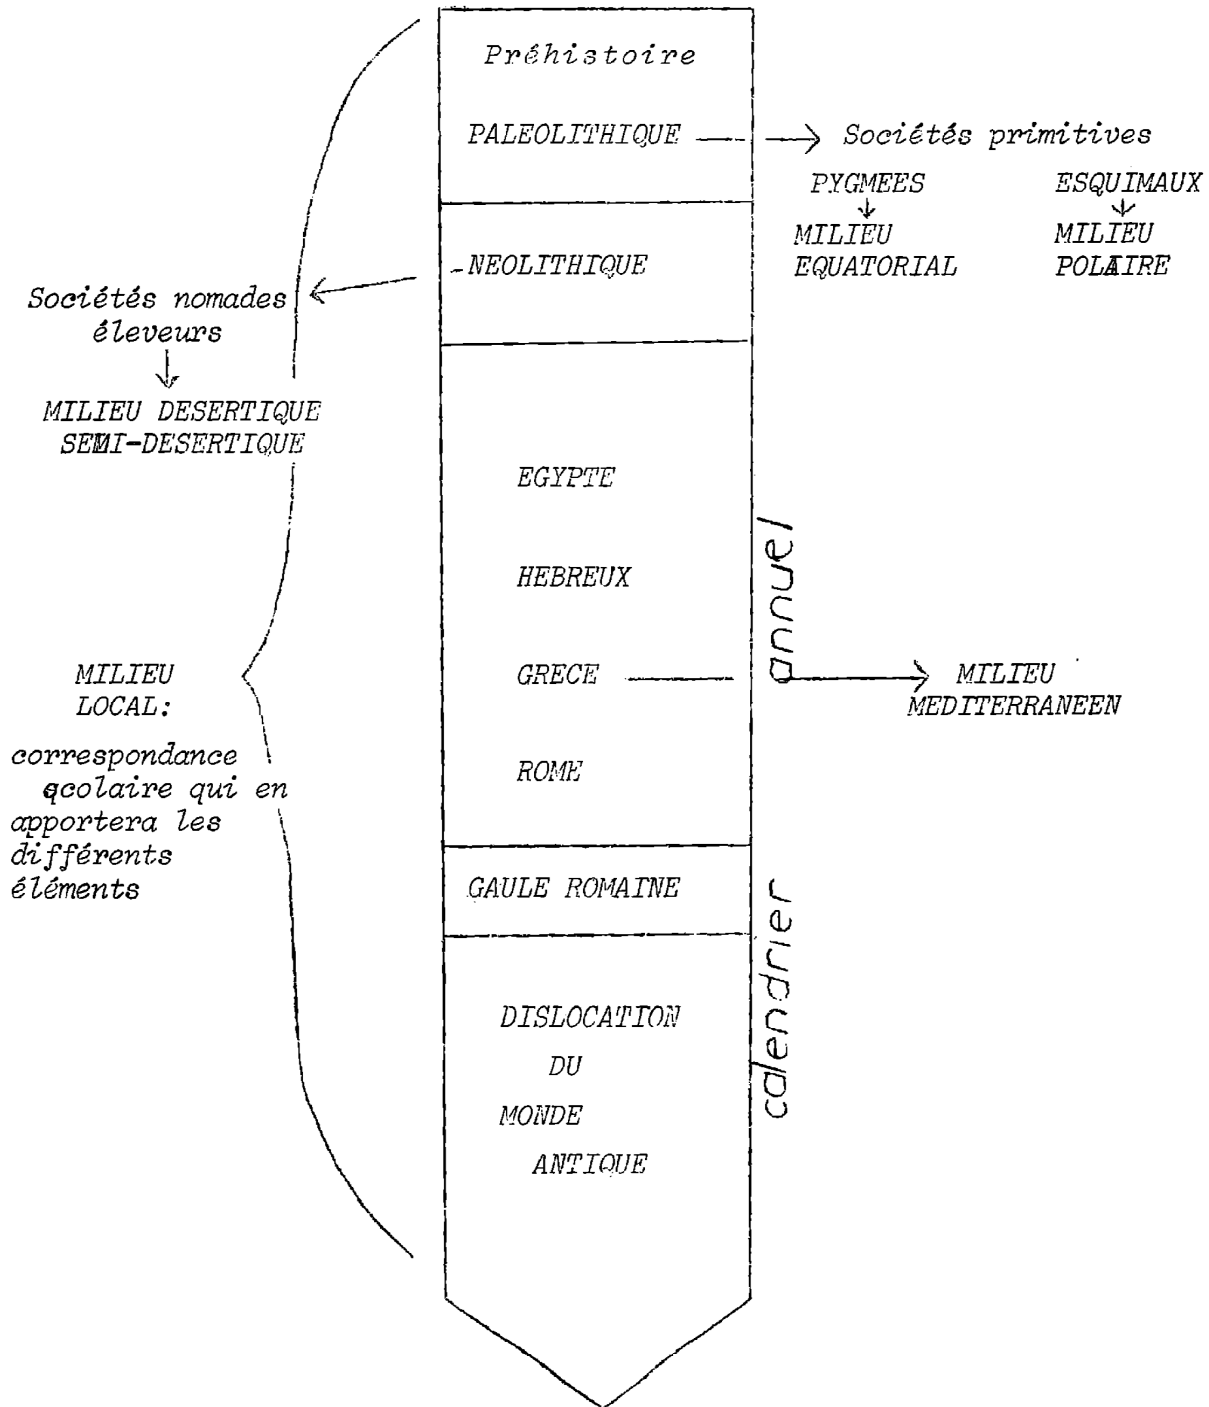 Préhistoire
PALEOLITHIQUE
Sociétés primitives
PYGMEES
MILIEU
EQUATORIAL
ESQUIMAUX
MILIEU
POLAIRE
-NEOLITHIQUE
Sociétés nomades
éleveurs
MILIEU DESERTIQUE
SEMI-DESERTIQUE
EGYPTE
HEBREUX
GRECE
MILIEU
MEDITERRANEEN
ROME
MILIEU
LOCAL:
correspondance
qcolaire qui en
apportera les
différents
éléments
GAULE ROMAINE
DISLOCATION
DU
MONDE
ANTIQUE
calendrier annuel